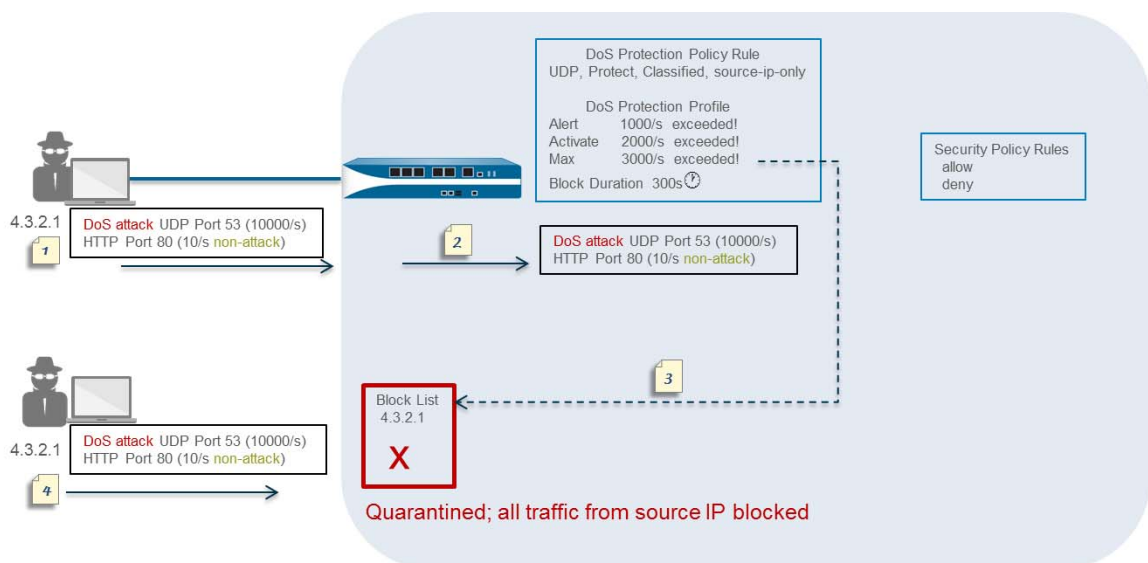 DoS Protection Policy Rule
UDP, Protect, Classified, source-ip-only
DoS Protection Profile
Alert 1000/s exceeded!
Activate 2000/s exceeded!
Max 3000/s exceeded!
Block Duration 300s
Security Policy Rules
allow
deny
4.3.2.1
DoS attack UDP Port 53 (10000/s)
HTTP Port 80 (10/s non-attack)
1
2
DoS attack UDP Port 53 (10000/s)
HTTP Port 80 (10/s non-attack)
3
Block List
4.3.2.1
X
4.3.2.1
DoS attack UDP Port 53 (10000/s)
HTTP Port 80 (10/s non-attack)
4
Quarantined; all traffic from source IP blocked